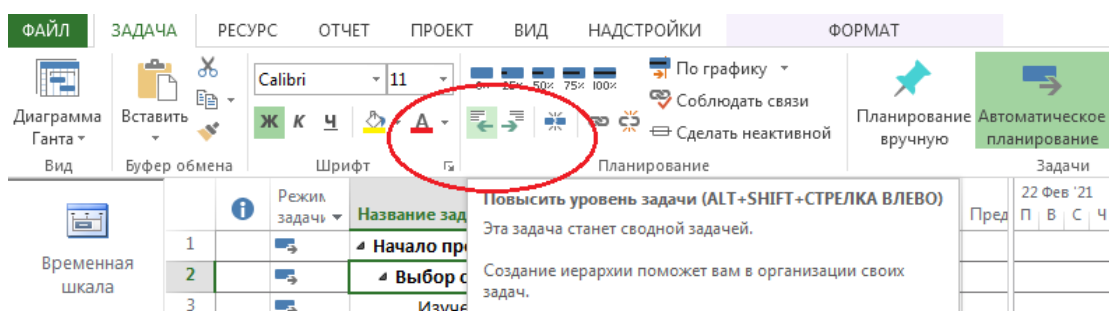 ФАЙЛ ЗАДАЧА РЕСУРС ОТЧЕТ ПРОЕКТ ВИД НАДСТРОЙКИ ФОРМАТ
Calibri 11 0% 25% 50% 75% 100% По графику
Соблюдать связи
Сделать неактивной
Диаграмма Ганта
Вставить
Ж К Ч А
Планирование вручную
Автоматическое планирование
Вид Буфер обмена Шрифт Планирование Задачи
Повысить уровень задачи (ALT+SHIFT+СТРЕЛКА ВЛЕВО)
Эта задача станет сводной задачей.
Создание иерархии поможет вам в организации своих
задач.
Временная
шкала
Режим
задачи
Название зад
Пред
22 Фев '21
П В С Ч
1 Начало пр
2 Выбор о
3 Изуче